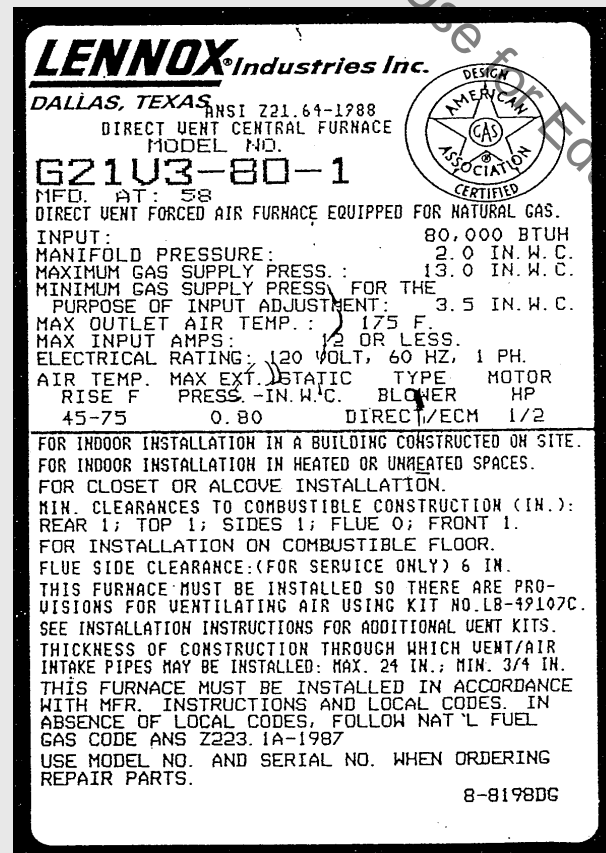 use for Edu
LENNOX® Industries Inc.
DALLAS, TEXAS
ANSI Z21.64-1988
DIRECT VENT CENTRAL FURNACE
MODEL NO.
G21V3-80-1
MFD. AT: 58
DESIGN
AMERICAN
GAS
®
ASSOCIATION
CERTIFIED
DIRECT VENT FORCED AIR FURNACE EQUIPPED FOR NATURAL GAS.
INPUT: 80,000 BTUH
MANIFOLD PRESSURE: 2.0 IN.W.C.
MAXIMUM GAS SUPPLY PRESS.: 13.0 IN.W.C.
MINIMUM GAS SUPPLY PRESS. FOR THE
PURPOSE OF INPUT ADJUSTMENT: 3.5 IN.W.C.
MAX OUTLET AIR TEMP.: 175 F.
MAX INPUT AMPS: 12 OR LESS.
ELECTRICAL RATING: 120 VOLT, 60 HZ, 1 PH.
AIR TEMP. MAX EXT. STATIC TYPE MOTOR
RISE F PRESS.-IN.W.C. BLOWER HP
45-75 0.80 DIRECT/ECM 1/2
FOR INDOOR INSTALLATION IN A BUILDING CONSTRUCTED ON SITE.
FOR INDOOR INSTALLATION IN HEATED OR UNHEATED SPACES.
FOR CLOSET OR ALCOVE INSTALLATION.
MIN. CLEARANCES TO COMBUSTIBLE CONSTRUCTION (IN.):
REAR 1; TOP 1; SIDES 1; FLUE 0; FRONT 1.
FOR INSTALLATION ON COMBUSTIBLE FLOOR.
FLUE SIDE CLEARANCE:(FOR SERVICE ONLY) 6 IN.
THIS FURNACE MUST BE INSTALLED SO THERE ARE PRO-
VISIONS FOR VENTILATING AIR USING KIT NO.LB-49107C.
SEE INSTALLATION INSTRUCTIONS FOR ADDITIONAL VENT KITS.
THICKNESS OF CONSTRUCTION THROUGH WHICH VENT/AIR
INTAKE PIPES MAY BE INSTALLED: MAX. 24 IN.; MIN. 3/4 IN.
THIS FURNACE MUST BE INSTALLED IN ACCORDANCE
WITH MFR. INSTRUCTIONS AND LOCAL CODES. IN
ABSENCE OF LOCAL CODES, FOLLOW NAT'L FUEL
GAS CODE ANS Z223.1A-1987
USE MODEL NO. AND SERIAL NO. WHEN ORDERING
REPAIR PARTS.
8-8198DG